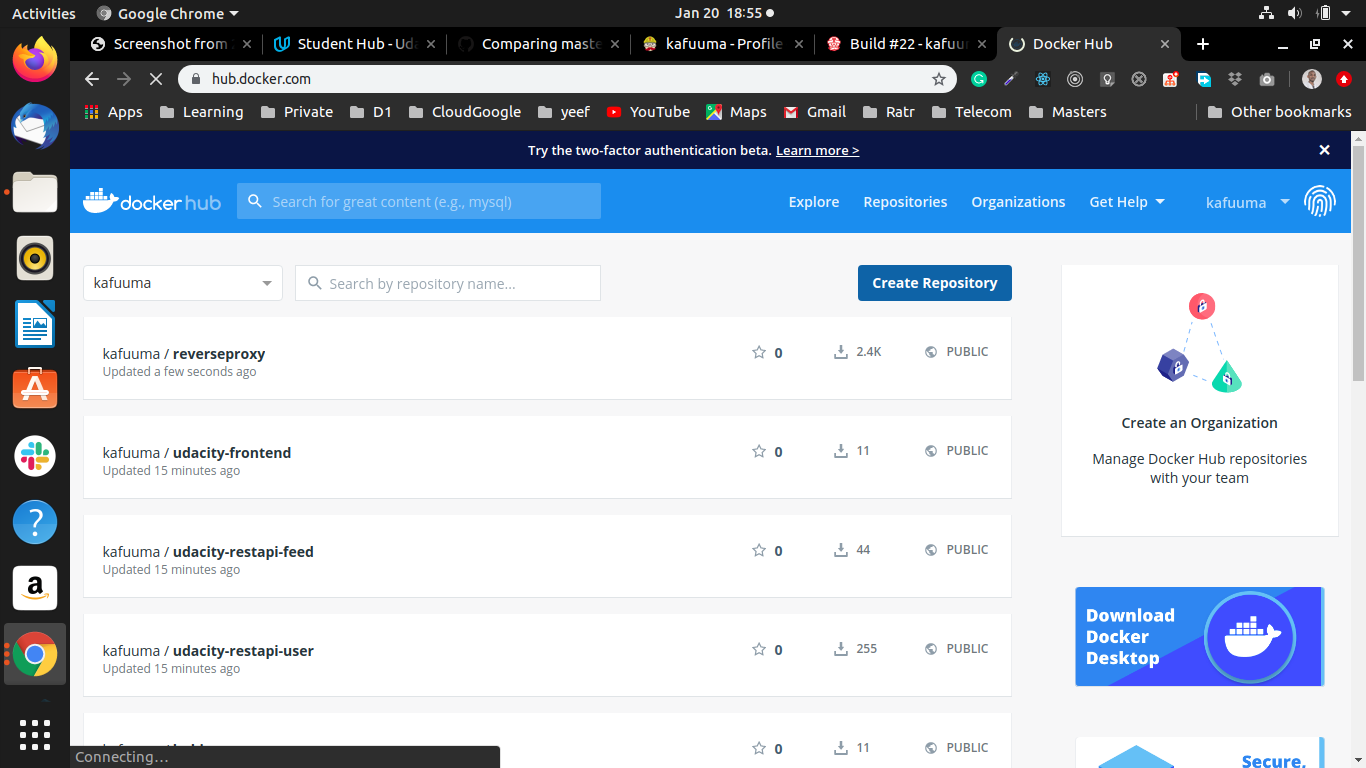 Activities
Google Chrome
Jan 20 18:55
Screenshot from
Student Hub - Uda
Comparing maste
kafuuma - Profile
Build #22 - kafuu
Docker Hub
hub.docker.com
Apps
Learning
Private
D1
CloudGoogle
yeef
YouTube
Maps
Gmail
Ratr
Telecom
Masters
Other bookmarks
Try the two-factor authentication beta. Learn more >
docker hub
Search for great content (e.g., mysql)
Explore
Repositories
Organizations
Get Help
kafuuma
kafuuma
Search by repository name...
Create Repository
kafuuma / reverseproxy
Updated a few seconds ago
0
2.4K
PUBLIC
kafuuma / udacity-frontend
Updated 15 minutes ago
0
11
PUBLIC
kafuuma / udacity-restapi-feed
Updated 15 minutes ago
0
44
PUBLIC
kafuuma / udacity-restapi-user
Updated 15 minutes ago
0
255
PUBLIC
0
11
PUBLIC
Create an Organization
Manage Docker Hub repositories
with your team
Download
Docker
Desktop
Secure,
Connecting...